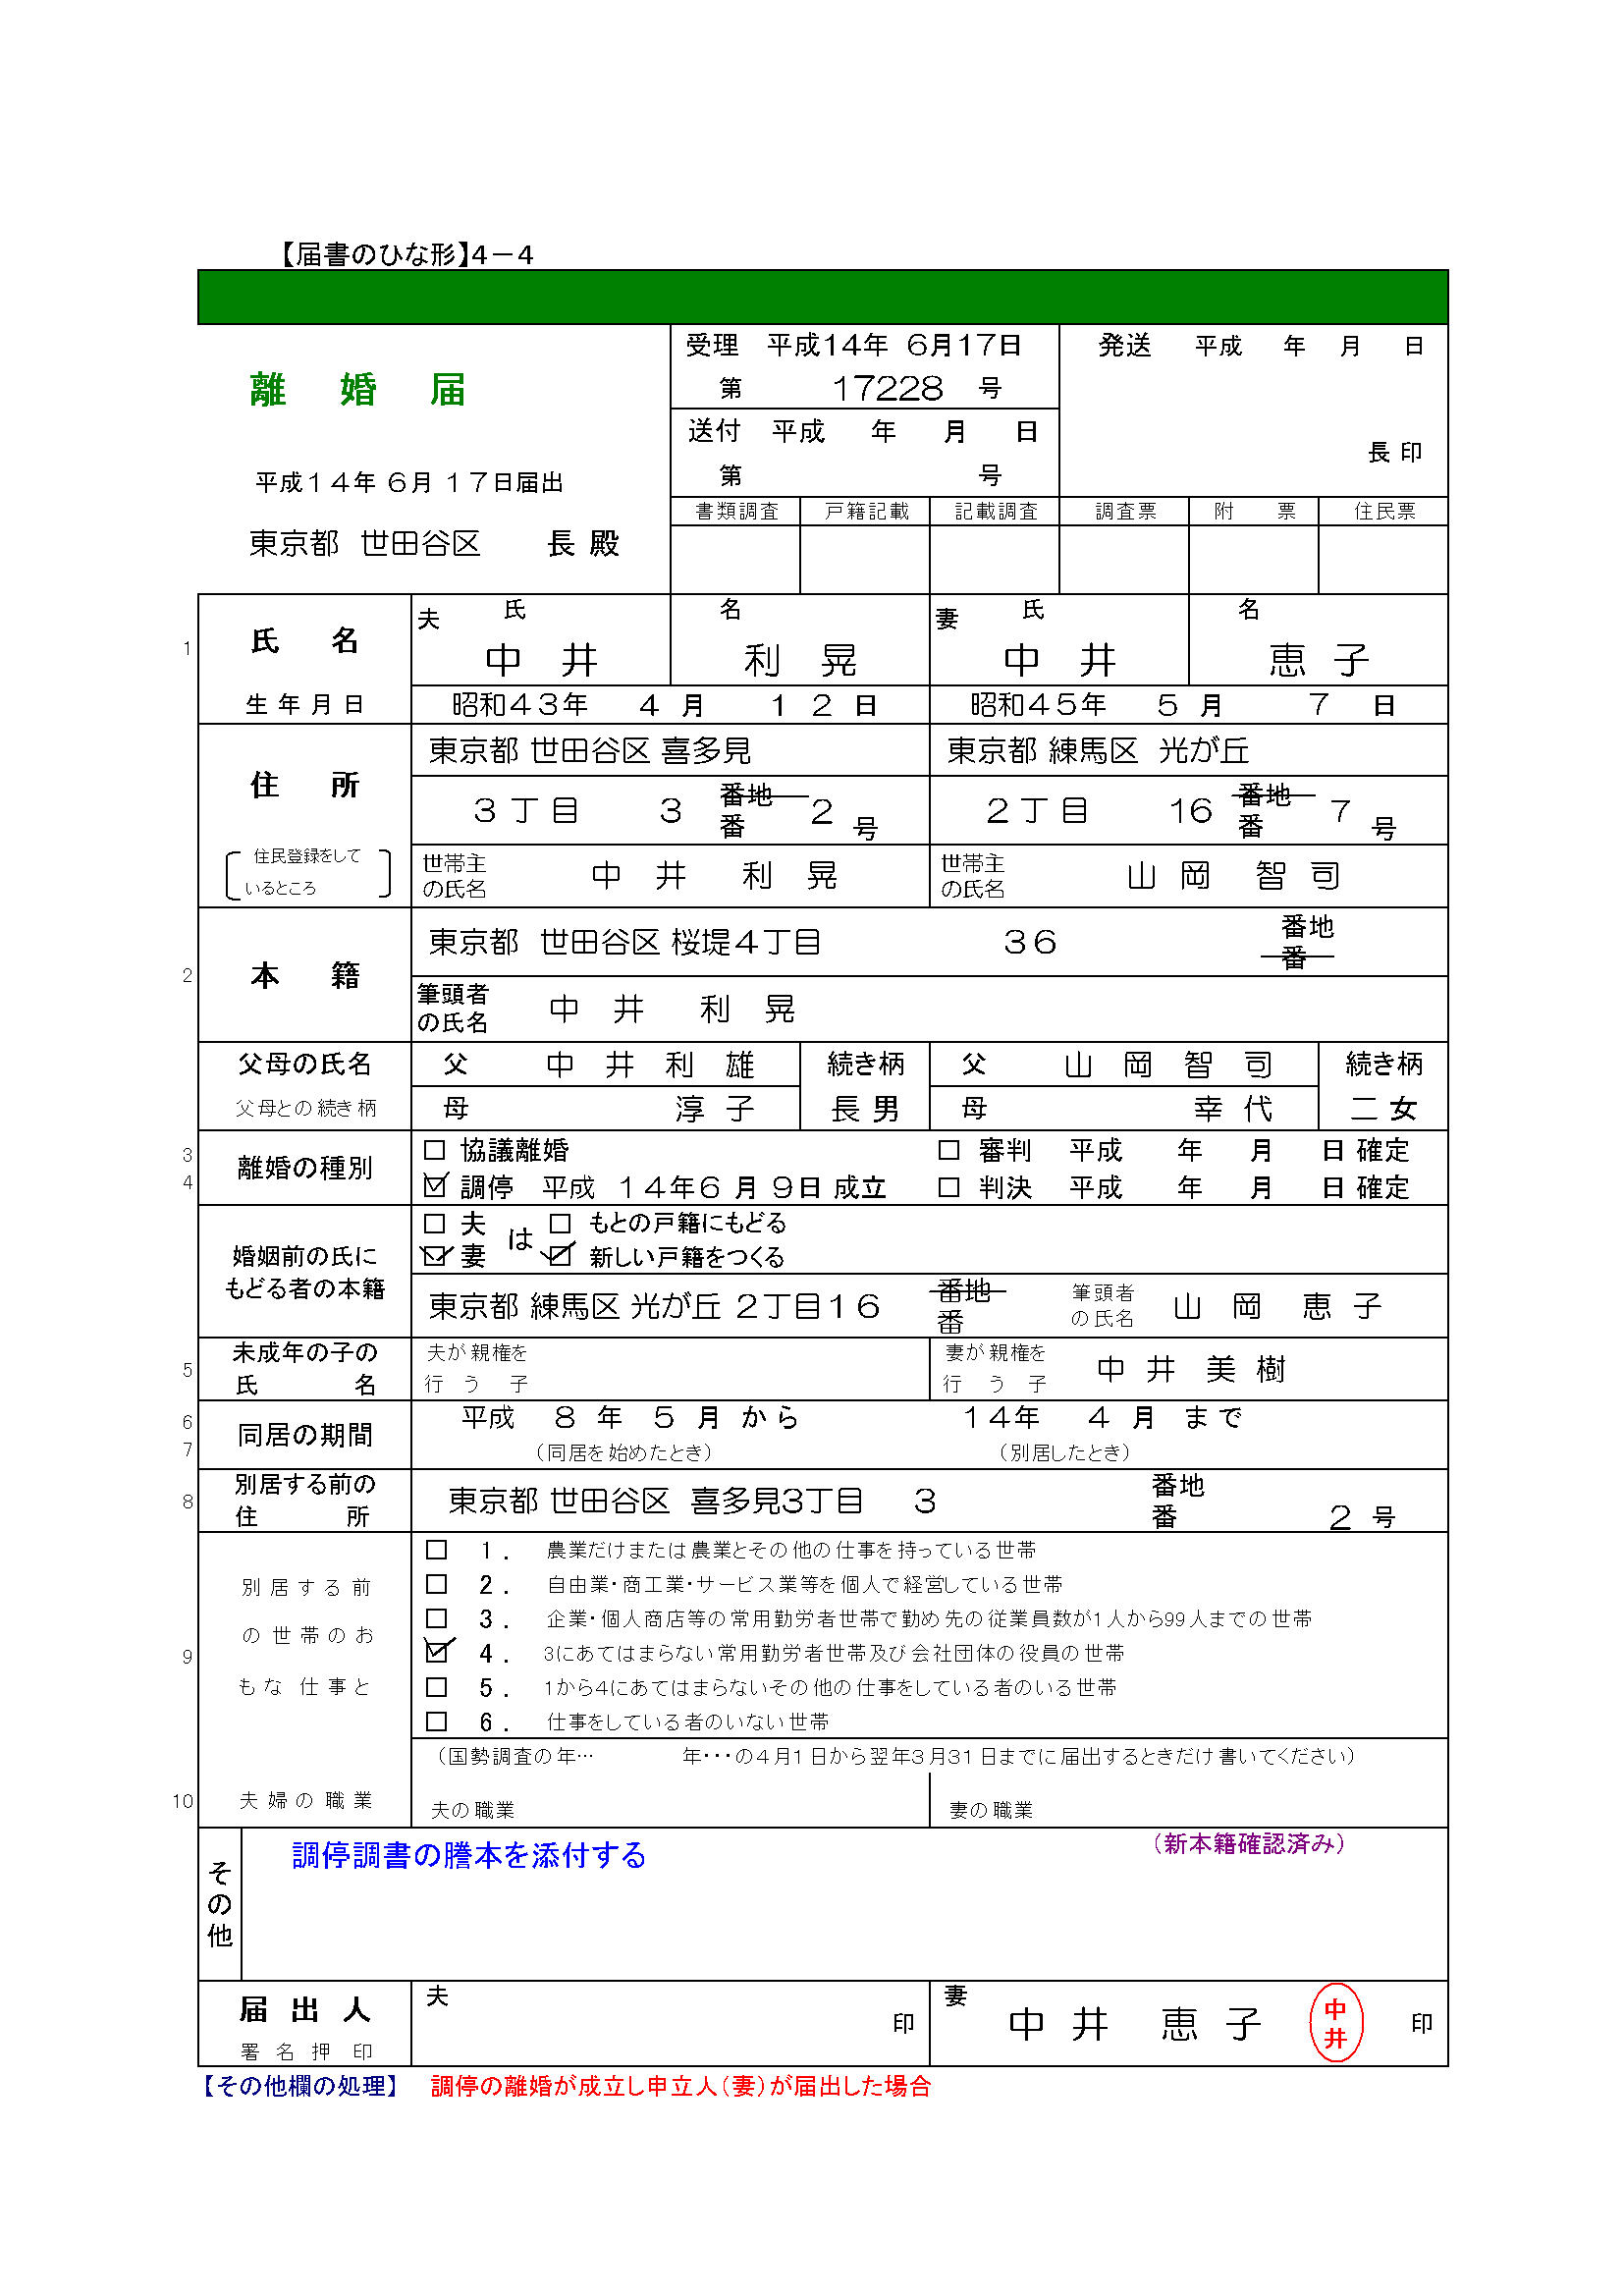 【届書のひな形】4－4
離 婚 届
平成１４年 ６月 １７日届出
東京都 世田谷区 長 殿
受理 平成14年 6月17日
第 17228 号
送付 平成 年 月 日
第 号
発送 平成 年 月 日
長 印
書類調査 戸籍記載 記載調査 調査票 附 票 住民票
1
氏 名
夫 氏 名 妻 氏 名
中 井 利 晃 中 井 恵 子
生 年 月 日
昭和４３年 ４ 月 １ ２ 日 昭和４５年 ５ 月 ７ 日
住 所
東京都 世田谷区 喜多見 東京都 練馬区 光が丘
３ 丁 目 ３ 番地 番 ２ 号 ２ 丁 目 16 番地 番 ７ 号
住民登録をして
いるところ
世帯主
の氏名 中 井 利 晃
世帯主
の氏名 山 岡 智 司
2
本 籍
東京都 世田谷区 桜堤４丁目 ３６ 番地
番
筆頭者
の氏名 中 井 利 晃
父母の氏名
父母との続き柄
父 中 井 利 雄 続き柄 父 山 岡 智 司 続き柄
母 淳 子 長 男 母 幸 代 二 女
3
4
離婚の種別
□ 協議離婚 □ 審判 平成 年 月 日 確定
☑ 調停 平成 １４年６ 月 ９日 成立 □ 判決 平成 年 月 日 確定
婚姻前の氏に
もどる者の本籍
□ 夫 は □ もとの戸籍にもどる
☑ 妻 ☑ 新しい戸籍をつくる
東京都 練馬区 光が丘 ２丁目１６ 番地
番
筆頭者
の氏名 山 岡 恵 子
5
未成年の子の
氏 名
夫が親権を
行 う 子
妻が親権を
行 う 子 中 井 美 樹
6
7
同居の期間
平成 ８ 年 ５ 月 から １４年 ４ 月 まで
（同居を始めたとき） （別居したとき）
8
別居する前の
住 所
東京都 世田谷区 喜多見３丁目 ３ 番地
番 ２ 号
9
別居する前
の世帯のお
もな 仕事と
□ 1． 農業だけまたは農業とその他の仕事を持っている世帯
□ 2． 自由業・商工業・サービス業等を個人で経営している世帯
□ 3． 企業・個人商店等の常用勤労者世帯で勤め先の従業員数が1人から99人までの世帯
☑ 4． 3にあてはまらない常用勤労者世帯及び会社団体の役員の世帯
□ 5． 1から4にあてはまらないその他の仕事をしている者のいる世帯
□ 6． 仕事をしている者のいない世帯
（国勢調査の年… 年・・・の４月１日から翌年３月31日までに届出するときだけ書いてください）
10
夫婦の職業
夫の職業 妻の職業
その他
調停調書の謄本を添付する
（新本籍確認済み）
届 出 人
署 名 押 印
夫 印
妻 中 井 恵 子 中井 印
【その他欄の処理】 調停の離婚が成立し申立人（妻）が届出した場合